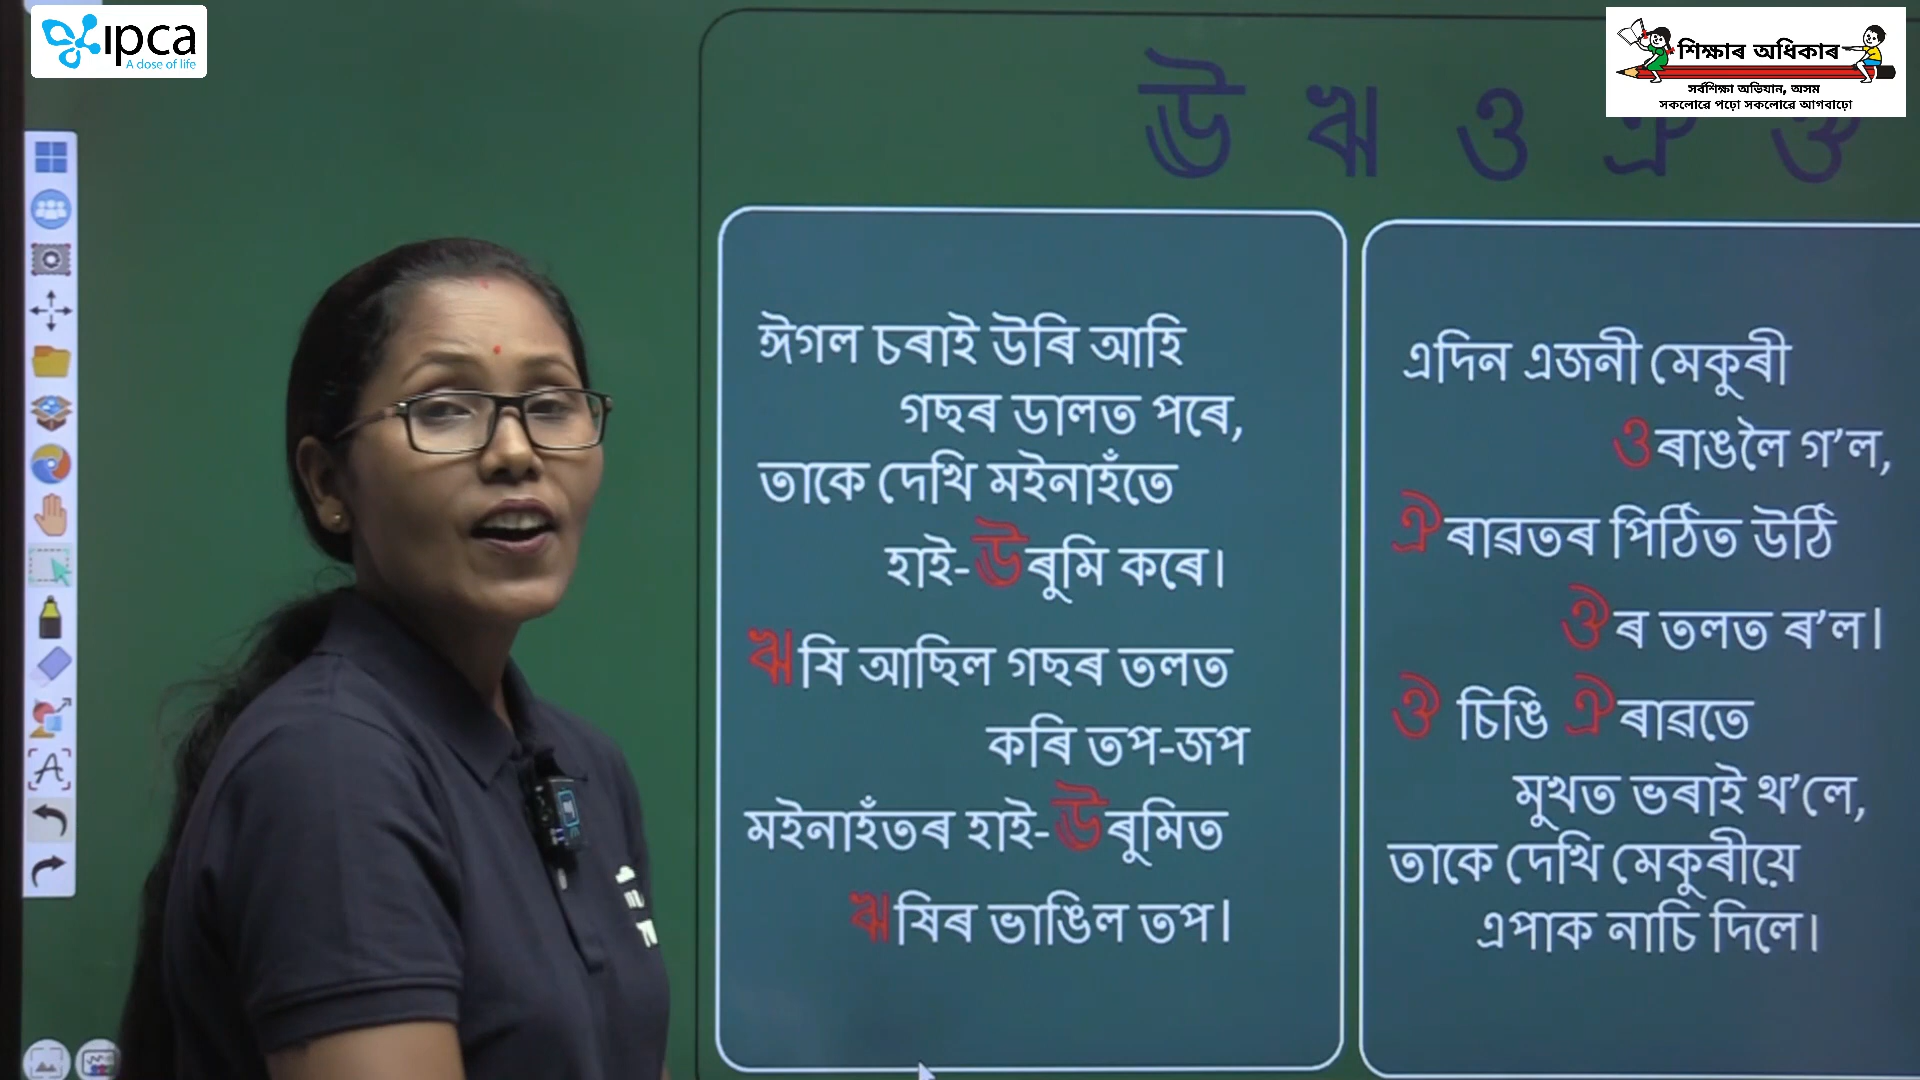 ipca
A dose of life
শিক্ষাৰ অধিকাৰ
সৰ্বশিক্ষা অভিযান, অসম
সকলোৱে পঢ়ো সকলোৱে আগবাঢ়ো
ঊ ঋ ও ঐ ঔ
ঈগল চৰাই উৰি আহি
গছৰ ডালত পৰে,
তাকে দেখি মইনাহঁতে
হাই-ঊৰুমি কৰে।
ঋষি আছিল গছৰ তলত
কৰি তপ-জপ
মইনাহঁতৰ হাই-ঊৰুমিত
ঋষিৰ ভাঙিল তপ।
এদিন এজনী মেকুৰী
ওৰাঙলৈ গ’ল,
ঐৰাৱতৰ পিঠিত উঠি
ঔৰ তলত ৰ’ল।
ঔ চিঙি ঐৰাৱতে
মুখত ভৰাই থ’লে,
তাকে দেখি মেকুৰীয়ে
এপাক নাচি দিলে।